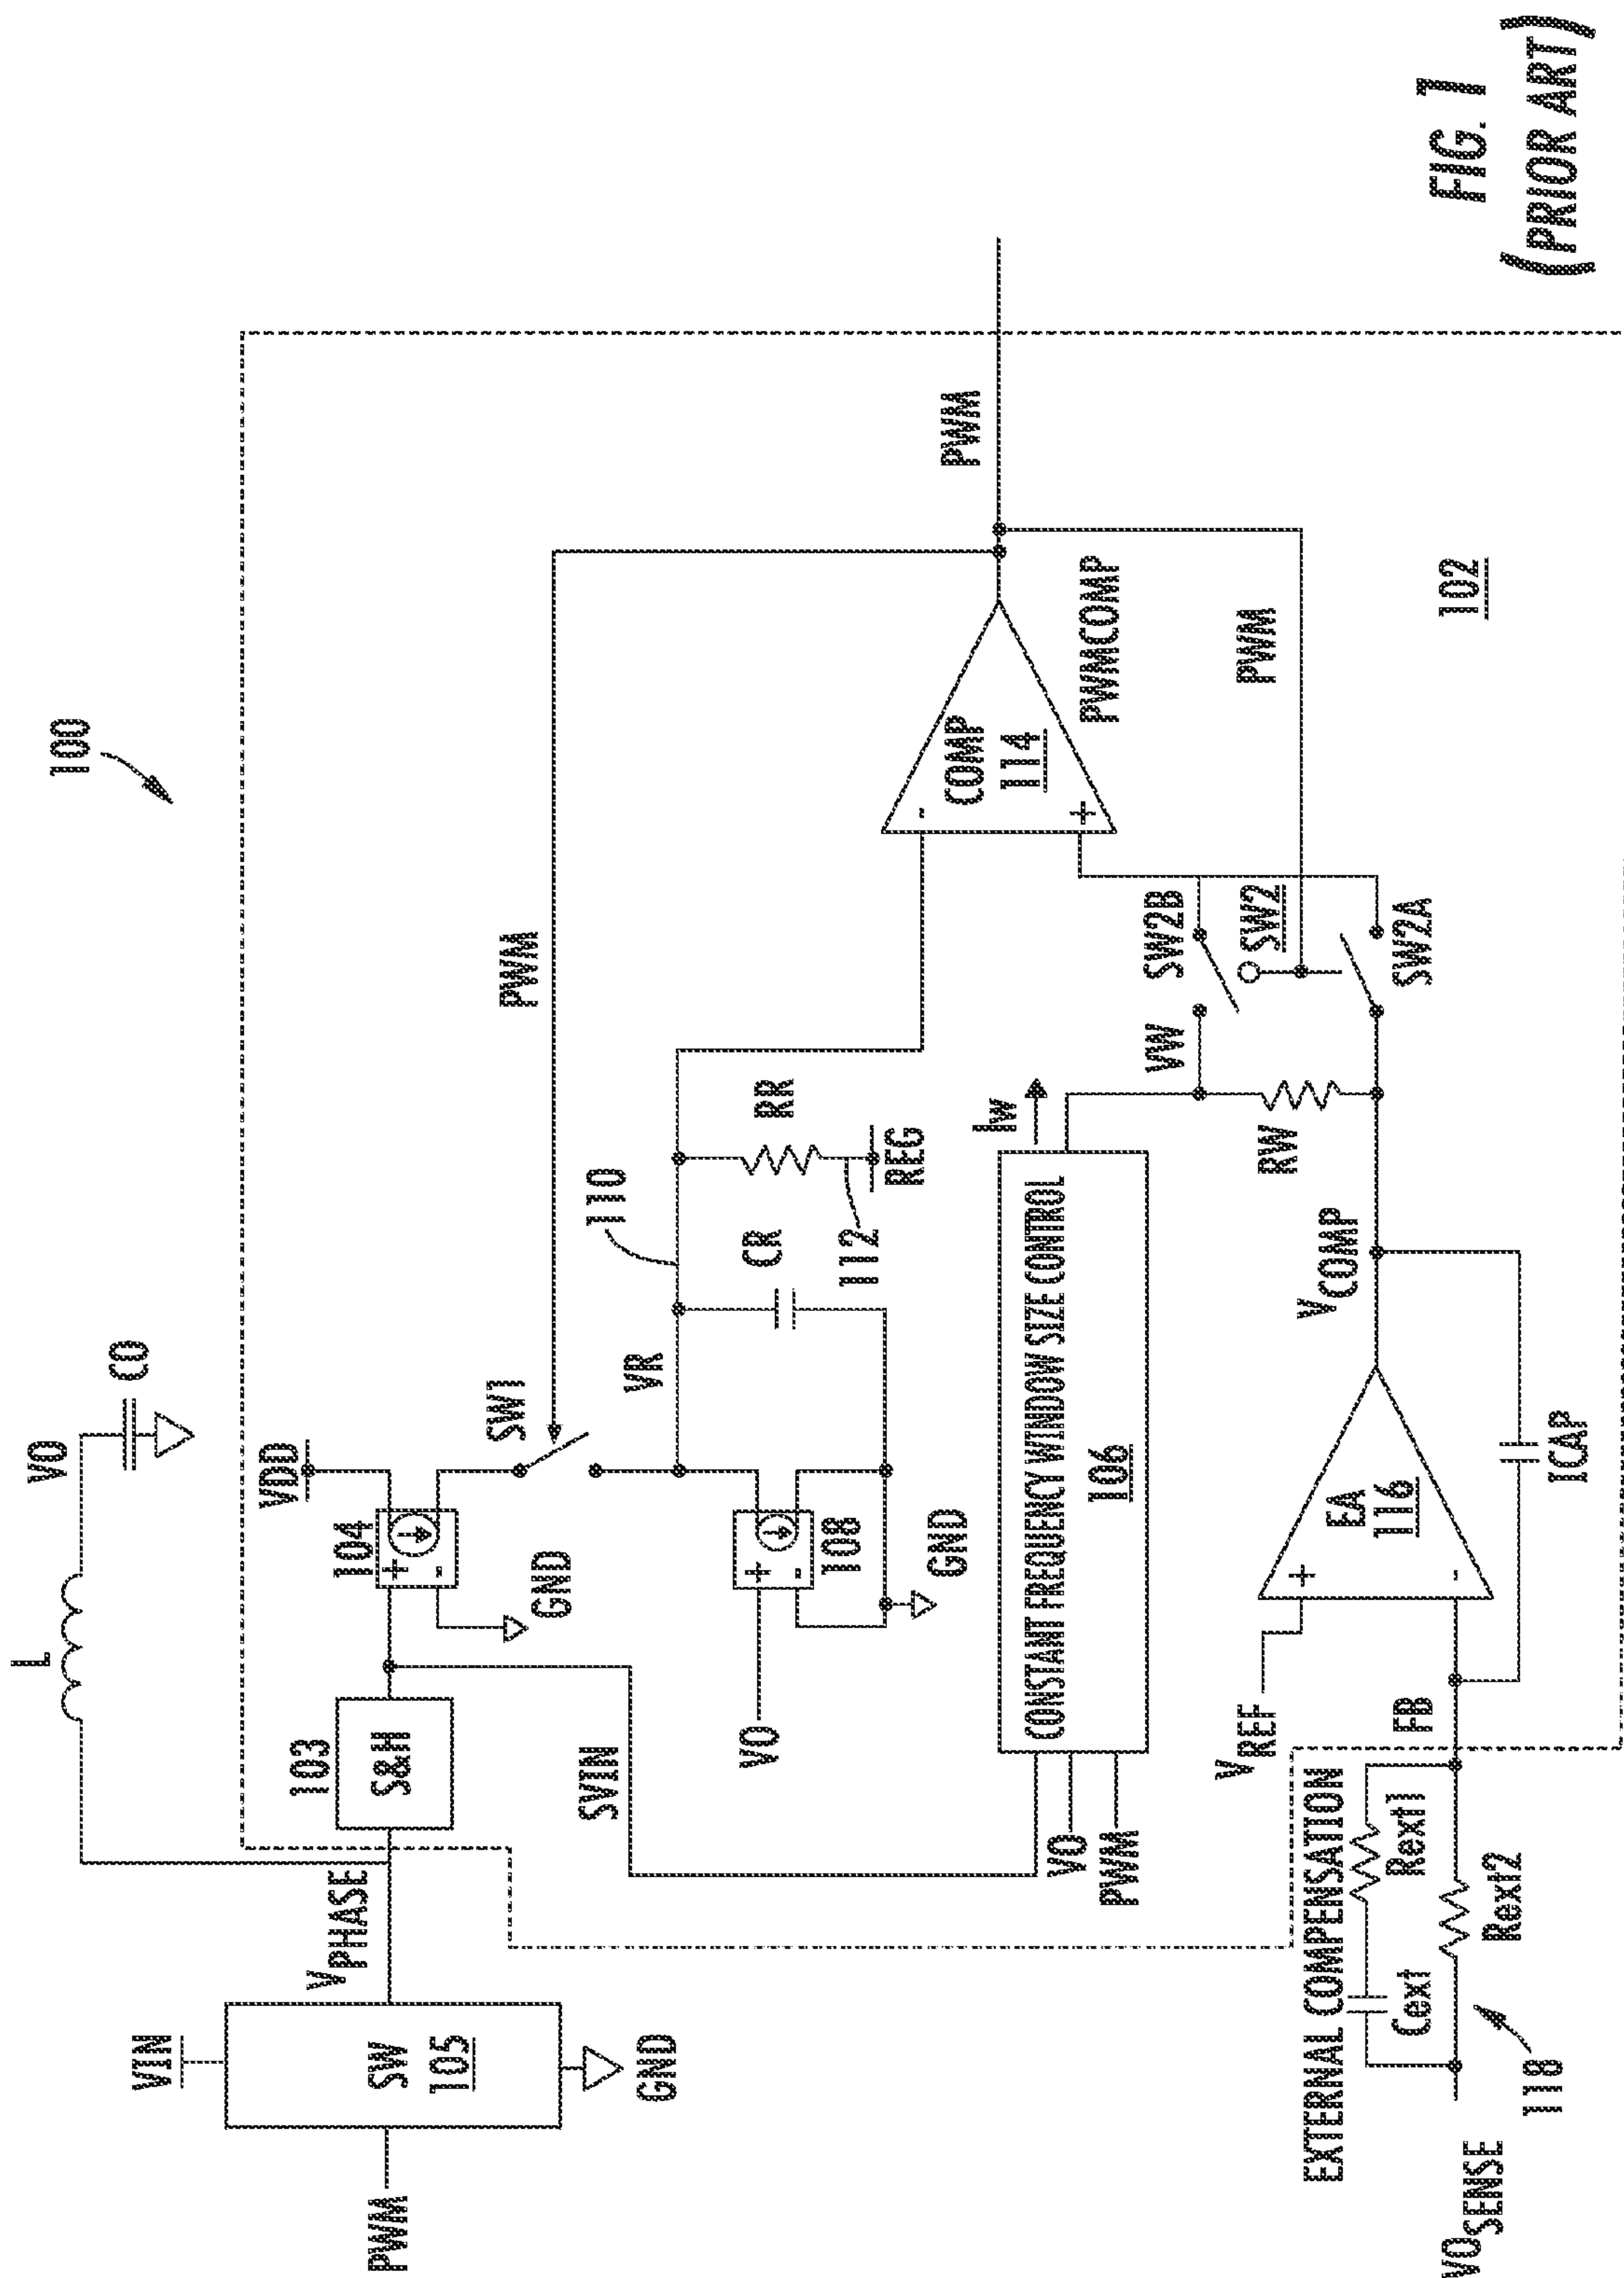 100
L
VO
CO
VIN
SW
105
PWM
GND
VPHASE
103
S&H
104
+
-
VDD
GND
SW1
PWM
SVIN
VO
+
-
108
GND
VR
110
CR
RR
112
REG
-
COMP
114
+
PWMCOMP
PWM
PWM
VO
PWM
CONSTANT FREQUENCY WINDOW SIZE CONTROL
106
IW
VW
SW2B
SW2
SW2A
RW
VREF
+
EA
116
-
FB
VCOMP
1CAP
EXTERNAL COMPENSATION
Cext
Rext1
Rext2
VOSENSE
118
102
FIG. 1
(PRIOR ART)